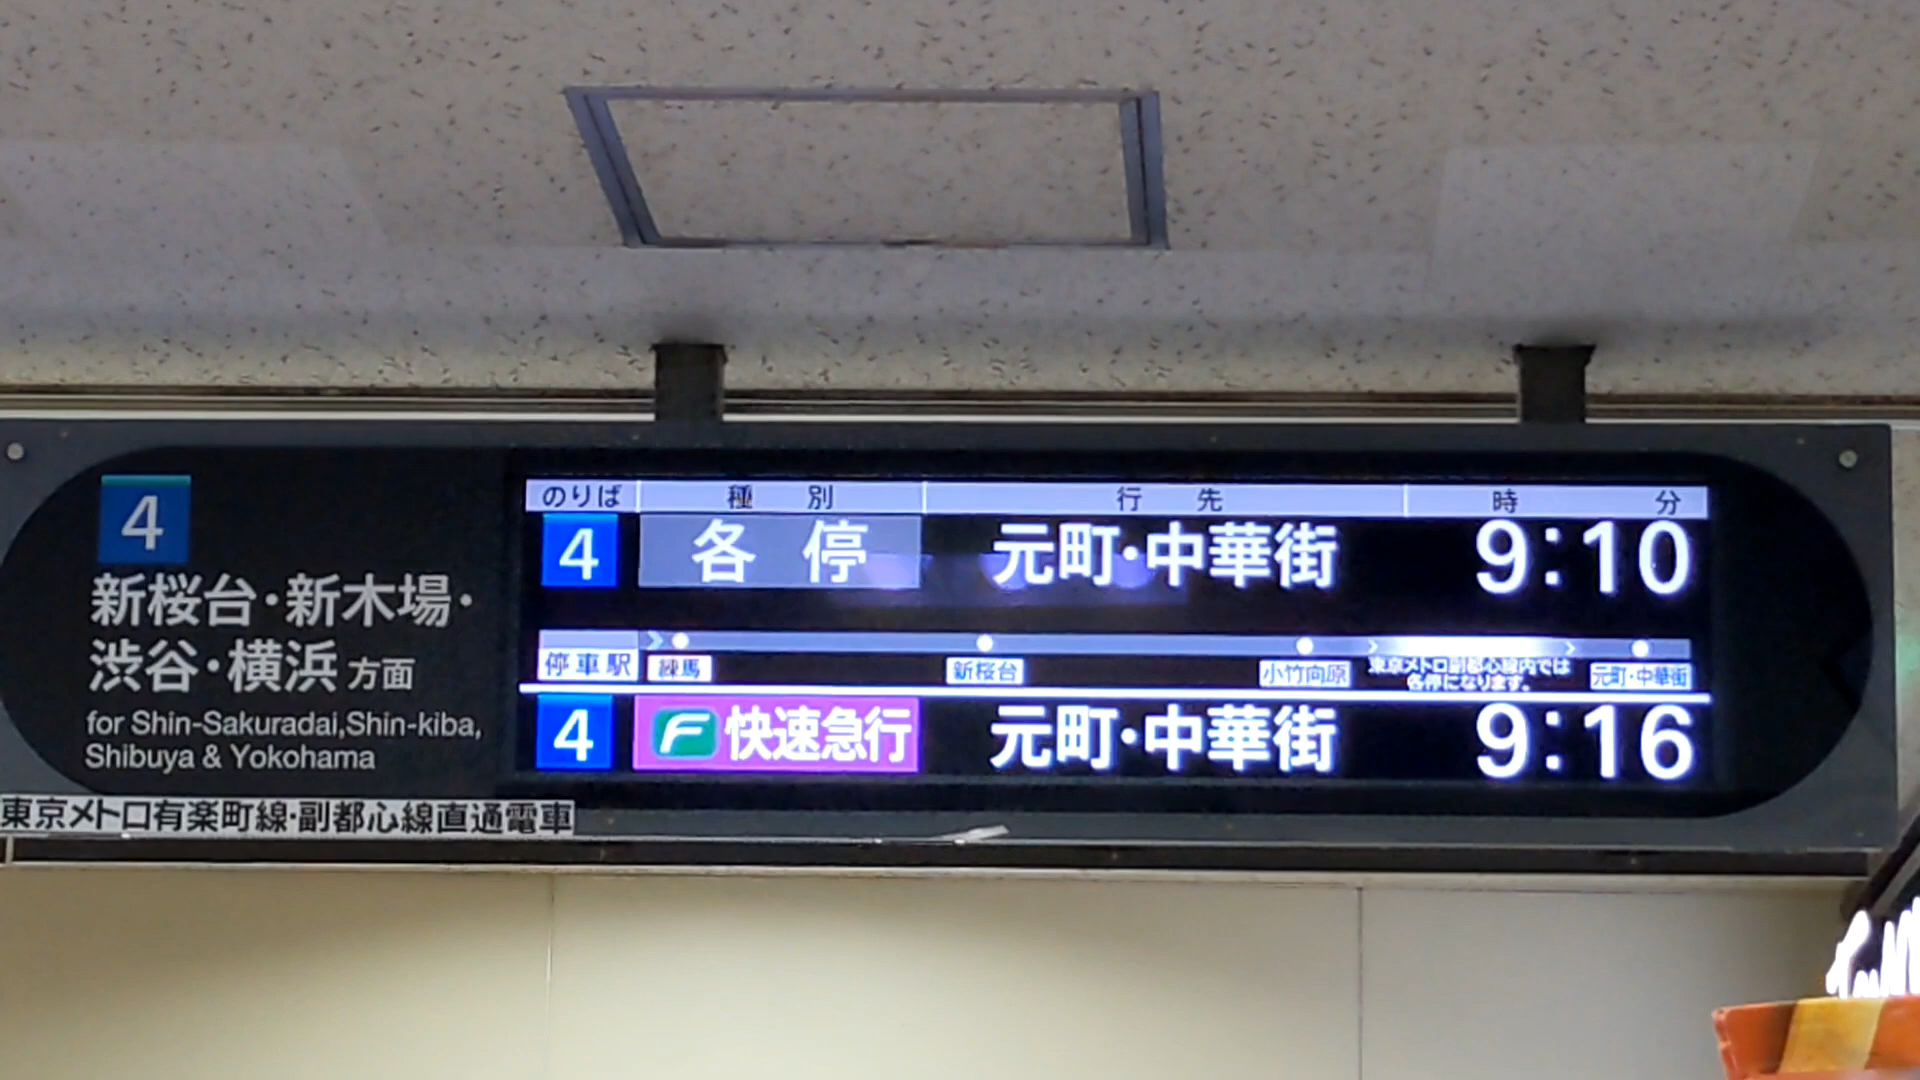 4
新桜台・新木場・
渋谷・横浜方面
for Shin-Sakuradai,Shin-kiba,
Shibuya & Yokohama
東京メトロ有楽町線・副都心線直通電車
のりば 種別 行先 時 分
4 各停 元町・中華街 9:10
停車駅 練馬 新桜台 小竹向原 東京メトロ副都心線内では 元町・中華街
各停になります。
4 F快速急行 元町・中華街 9:16